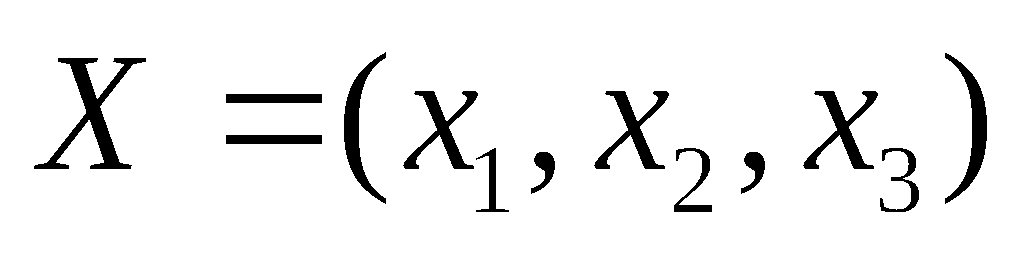 X = (x₁, x₂, x₃)